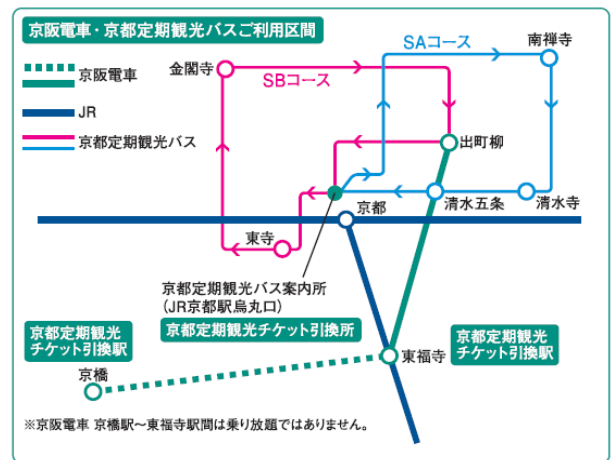 京阪電車・京都定期観光バスご利用区間
京阪電車
JR
京都定期観光バス
金閣寺
SBコース
SAコース
南禅寺
出町柳
清水五条
清水寺
京都
東寺
京都定期観光バス案内所
(JR京都駅烏丸口)
京都定期観光チケット引換所
京都定期観光
チケット引換駅
京橋
東福寺
京都定期観光
チケット引換駅
※京阪電車 京橋駅〜東福寺駅間は乗り放題ではありません。